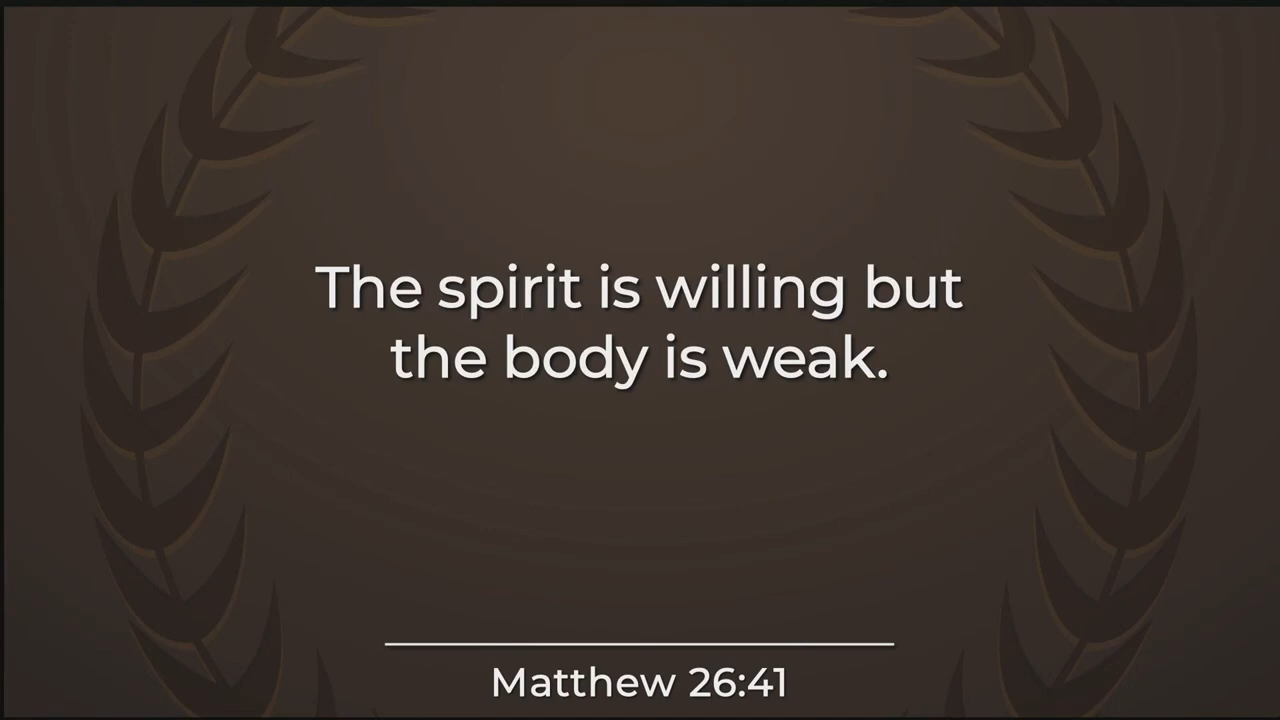 The spirit is willing but
the body is weak.
Matthew 26:41